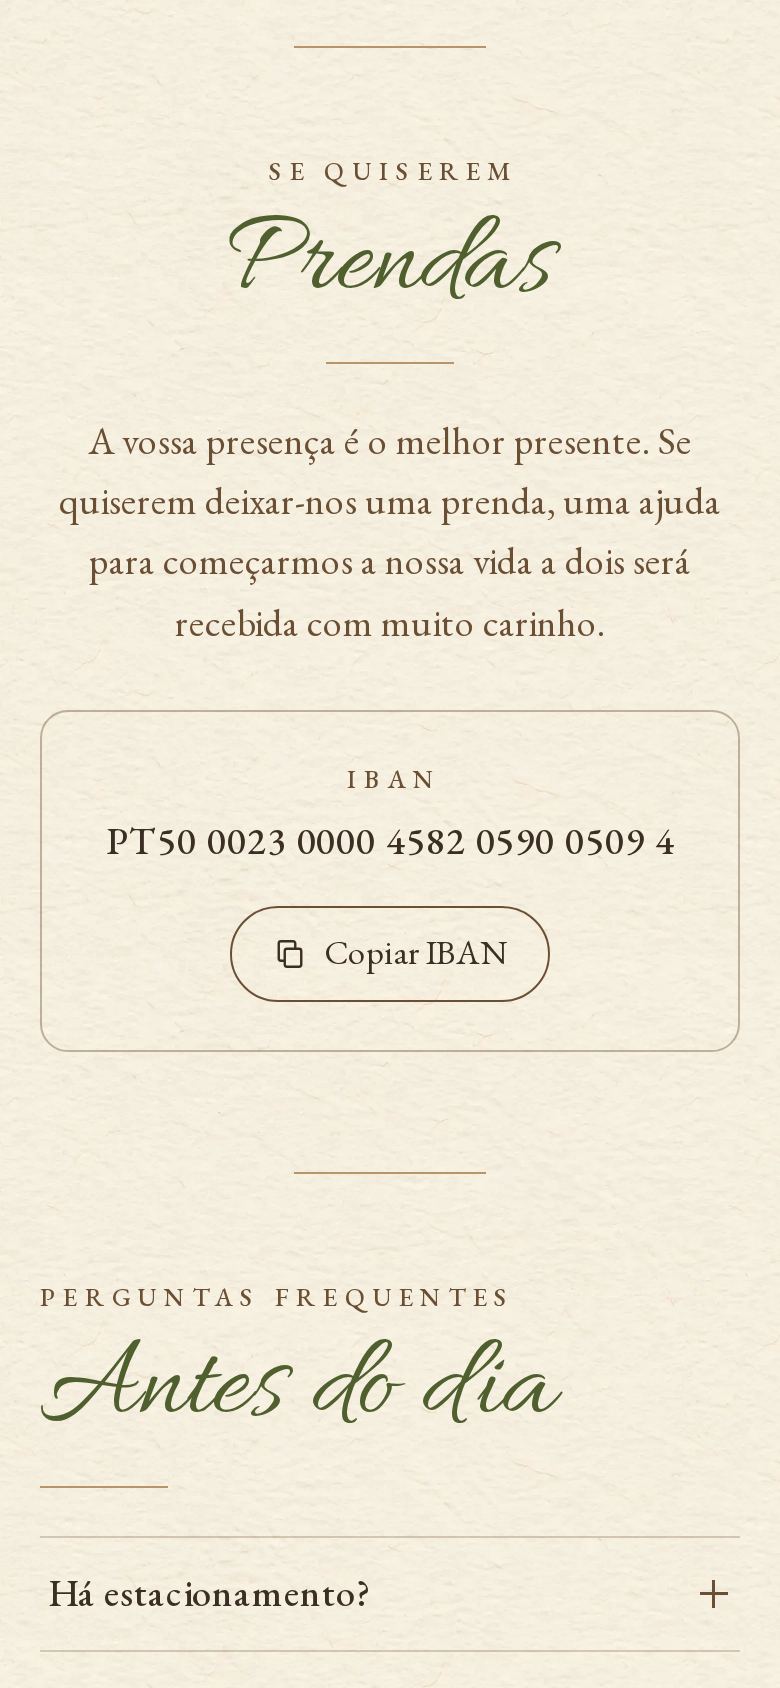 SE QUISEREM
Prendas
A vossa presença é o melhor presente. Se
quiserem deixar-nos uma prenda, uma ajuda
para começarmos a nossa vida a dois será
recebida com muito carinho.
IBAN
PT50 0023 0000 4582 0590 0509 4
Copiar IBAN
PERGUNTAS FREQUENTES
Antes do dia
Há estacionamento?